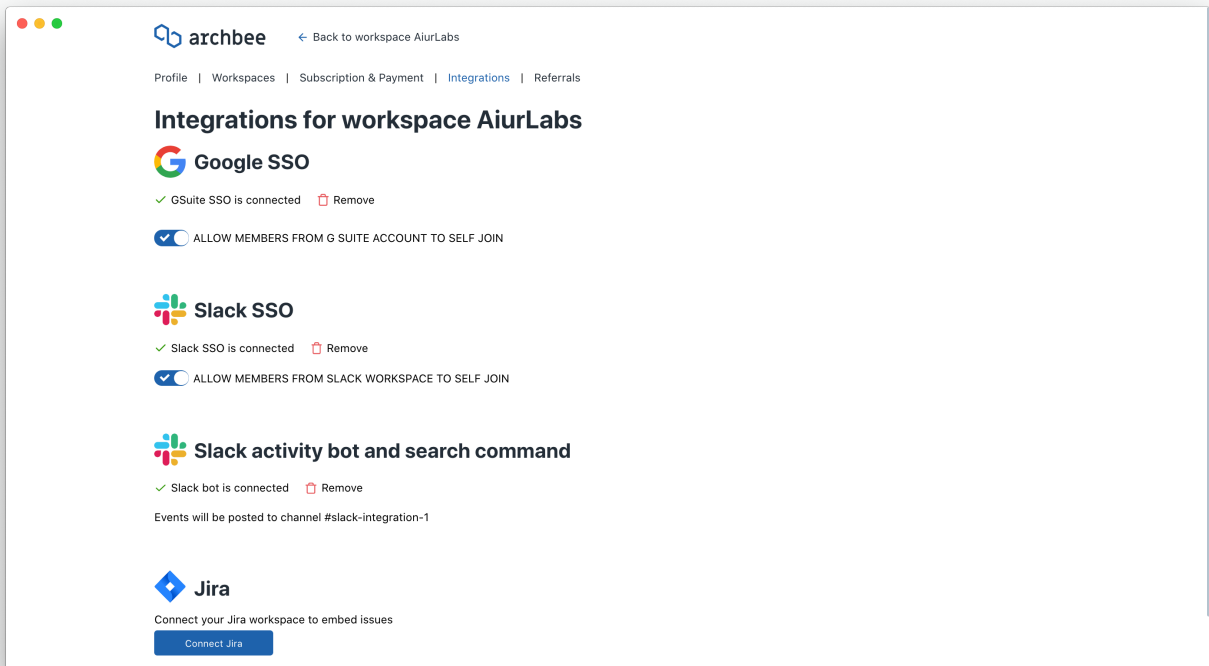 archbee
← Back to workspace AiurLabs
Profile | Workspaces | Subscription & Payment | Integrations | Referrals
Integrations for workspace AiurLabs
Google SSO
GSuite SSO is connected Remove
ALLOW MEMBERS FROM G SUITE ACCOUNT TO SELF JOIN
Slack SSO
Slack SSO is connected Remove
ALLOW MEMBERS FROM SLACK WORKSPACE TO SELF JOIN
Slack activity bot and search command
Slack bot is connected Remove
Events will be posted to channel #slack-integration-1
Jira
Connect your Jira workspace to embed issues
Connect Jira